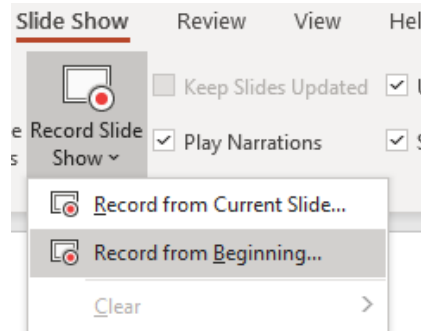 Slide Show Review View Hel
Keep Slides Updated
Record Slide
Show
Play Narrations
Record from Current Slide...
Record from Beginning...
Clear